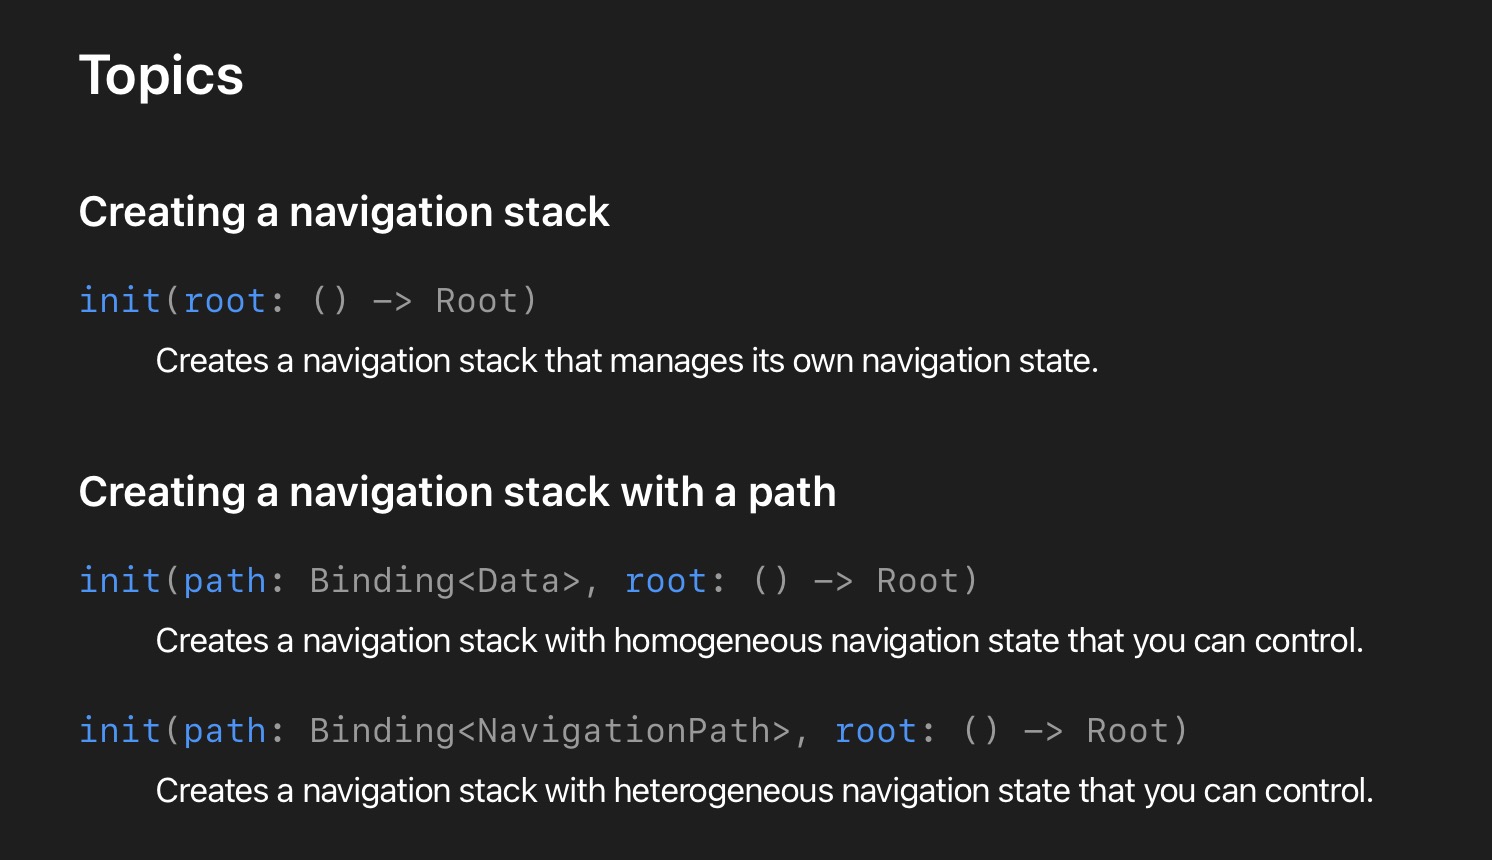 Topics
Creating a navigation stack
init(root: () -> Root)
Creates a navigation stack that manages its own navigation state.
Creating a navigation stack with a path
init(path: Binding<Data>, root: () -> Root)
Creates a navigation stack with homogeneous navigation state that you can control.
init(path: Binding<NavigationPath>, root: () -> Root)
Creates a navigation stack with heterogeneous navigation state that you can control.